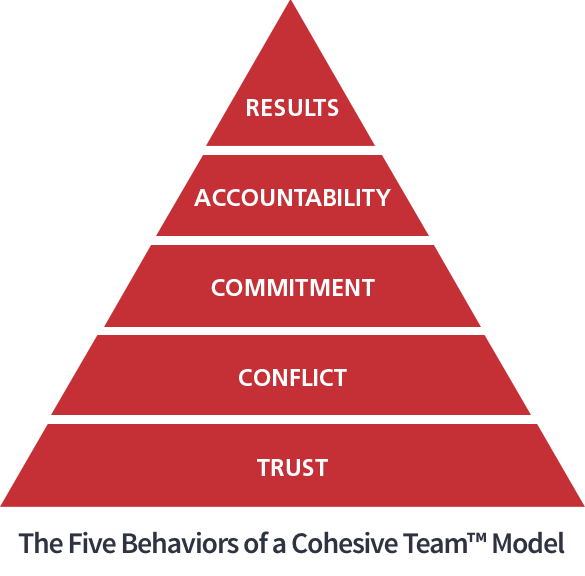 RESULTS
ACCOUNTABILITY
COMMITMENT
CONFLICT
TRUST
The Five Behaviors of a Cohesive Team™ Model